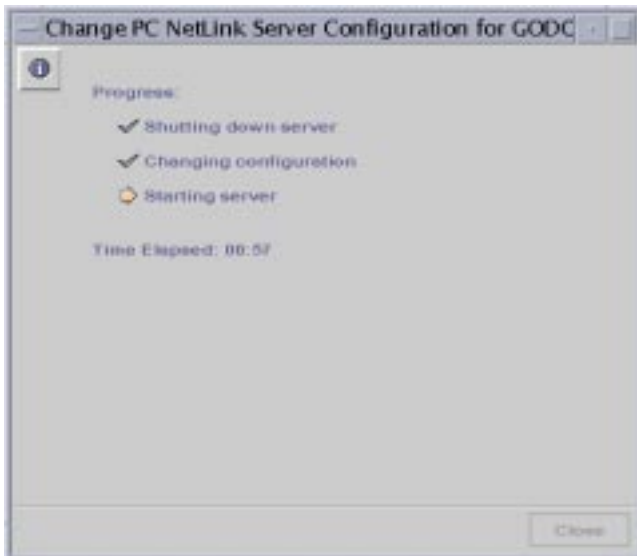 Change PC NetLink Server Configuration for GODC
Progress:
Shutting down server
Changing configuration
Starting server
Time Elapsed: 00:57
Close